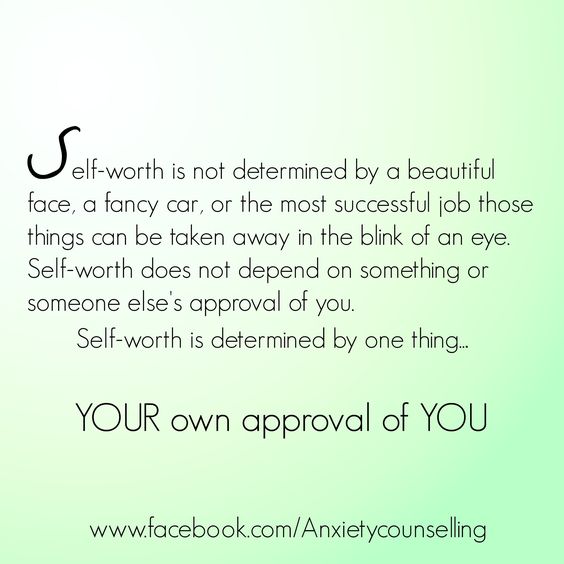 Self-worth is not determined by a beautiful
face, a fancy car, or the most successful job those
things can be taken away in the blink of an eye.
Self-worth does not depend on something or
someone else's approval of you.
Self-worth is determined by one thing...
YOUR own approval of YOU
www.facebook.com/Anxietycounselling